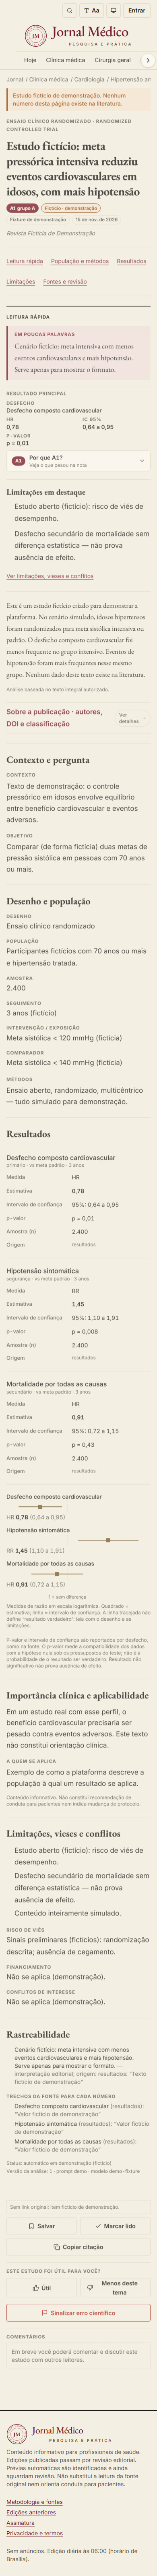 Aa
Entrar
JM
Jornal Médico
PESQUISA E PRÁTICA
Hoje Clínica médica Cirurgia geral
Jornal / Clínica médica / Cardiologia / Hipertensão ar
Estudo fictício de demonstração. Nenhum
número desta página existe na literatura.
ENSAIO CLÍNICO RANDOMIZADO · RANDOMIZED
CONTROLLED TRIAL
Estudo fictício: meta
pressórica intensiva reduziu
eventos cardiovasculares em
idosos, com mais hipotensão
A1 grupo A
Fictício · demonstração
Fixture de demonstração
15 de nov. de 2026
Revista Fictícia de Demonstração
Leitura rápida População e métodos Resultados
Limitações Fontes e revisão
LEITURA RÁPIDA
EM POUCAS PALAVRAS
Cenário fictício: meta intensiva com menos
eventos cardiovasculares e mais hipotensão.
Serve apenas para mostrar o formato.
RESULTADO PRINCIPAL
DESFECHO
Desfecho composto cardiovascular
HR IC 95%
0,78 0,64 a 0,95
P-VALOR
p = 0,01
A1
Por que A1?
Veja o que pesou na nota
Limitações em destaque
Estudo aberto (fictício): risco de viés de
desempenho.
Desfecho secundário de mortalidade sem
diferença estatística — não prova
ausência de efeito.
Ver limitações, vieses e conflitos
Este é um estudo fictício criado para demonstrar a
plataforma. No cenário simulado, idosos hipertensos
foram randomizados para meta sistólica intensiva ou
padrão. O desfecho composto cardiovascular foi
menos frequente no grupo intensivo. Eventos de
hipotensão foram mais frequentes nesse mesmo
grupo. Nenhum dado deste texto existe na literatura.
Análise baseada no texto integral autorizado.
Sobre a publicação · autores,
DOI e classificação
Ver
detalhes
Contexto e pergunta
CONTEXTO
Texto de demonstração: o controle
pressórico em idosos envolve equilíbrio
entre benefício cardiovascular e eventos
adversos.
OBJETIVO
Comparar (de forma fictícia) duas metas de
pressão sistólica em pessoas com 70 anos
ou mais.
Desenho e população
DESENHO
Ensaio clínico randomizado
POPULAÇÃO
Participantes fictícios com 70 anos ou mais
e hipertensão tratada.
AMOSTRA
2.400
SEGUIMENTO
3 anos (fictício)
INTERVENÇÃO / EXPOSIÇÃO
Meta sistólica < 120 mmHg (fictícia)
COMPARADOR
Meta sistólica < 140 mmHg (fictícia)
MÉTODOS
Ensaio aberto, randomizado, multicêntrico
— tudo simulado para demonstração.
Resultados
Desfecho composto cardiovascular
primário · vs meta padrão · 3 anos
Medida HR
Estimativa 0,78
Intervalo de confiança 95%: 0,64 a 0,95
p-valor p = 0,01
Amostra (n) 2.400
Origem resultados
Hipotensão sintomática
segurança · vs meta padrão · 3 anos
Medida RR
Estimativa 1,45
Intervalo de confiança 95%: 1,10 a 1,91
p-valor p = 0,008
Amostra (n) 2.400
Origem resultados
Mortalidade por todas as causas
secundário · vs meta padrão · 3 anos
Medida HR
Estimativa 0,91
Intervalo de confiança 95%: 0,72 a 1,15
p-valor p = 0,43
Amostra (n) 2.400
Origem resultados
Desfecho composto cardiovascular
HR 0,78 (0,64 a 0,95)
Hipotensão sintomática
RR 1,45 (1,10 a 1,91)
Mortalidade por todas as causas
HR 0,91 (0,72 a 1,15)
1 = sem diferença
Medidas de razão em escala logarítmica. Quadrado =
estimativa; linha = intervalo de confiança. A linha tracejada não
define "resultado verdadeiro"; leia com o desenho e as
limitações.
P-valor e intervalo de confiança são reportados por desfecho,
como na fonte. O p-valor mede a compatibilidade dos dados
com a hipótese nula sob os pressupostos do teste; não é a
probabilidade de o resultado ser verdadeiro. Resultado não
significativo não prova ausência de efeito.
Importância clínica e aplicabilidade
Em um estudo real com esse perfil, o
benefício cardiovascular precisaria ser
pesado contra eventos adversos. Este texto
não constitui orientação clínica.
A QUEM SE APLICA
Exemplo de como a plataforma descreve a
população à qual um resultado se aplica.
Conteúdo informativo. Não constitui recomendação de
conduta para pacientes nem indica mudança de protocolo.
Limitações, vieses e conflitos
Estudo aberto (fictício): risco de viés de
desempenho.
Desfecho secundário de mortalidade sem
diferença estatística — não prova
ausência de efeito.
Conteúdo inteiramente simulado.
RISCO DE VIÉS
Sinais preliminares (fictícios): randomização
descrita; ausência de cegamento.
FINANCIAMENTO
Não se aplica (demonstração).
CONFLITOS DE INTERESSE
Não se aplica (demonstração).
Rastreabilidade
Cenário fictício: meta intensiva com menos
eventos cardiovasculares e mais hipotensão.
Serve apenas para mostrar o formato. —
interpretação editorial; origem: resultados: "Texto
fictício de demonstração"
TRECHOS DA FONTE PARA CADA NÚMERO
Desfecho composto cardiovascular (resultados):
"Valor fictício de demonstração"
Hipotensão sintomática (resultados): "Valor fictício
de demonstração"
Mortalidade por todas as causas (resultados):
"Valor fictício de demonstração"
Status: automático em demonstração (fictício)
Versão da análise: 1 · prompt demo · modelo demo-fixture
Sem link original: item fictício de demonstração.
Salvar
Marcar lido
Copiar citação
ESTE ESTUDO FOI ÚTIL PARA VOCÊ?
Útil
Menos deste
tema
Sinalizar erro científico
COMENTÁRIOS
Em breve você poderá comentar e discutir este
estudo com outros leitores.
JM
Jornal Médico
PESQUISA E PRÁTICA
Conteúdo informativo para profissionais de saúde.
Edições publicadas passam por revisão editorial.
Prévias automáticas são identificadas e ainda
aguardam revisão. Não substitui a leitura do texto
original nem orienta conduta para pacientes.
Metodologia e fontes
Edições anteriores
Assinatura
Privacidade e termos
Sem anúncios. Edição diária às 06:00 (horário de
Brasília).